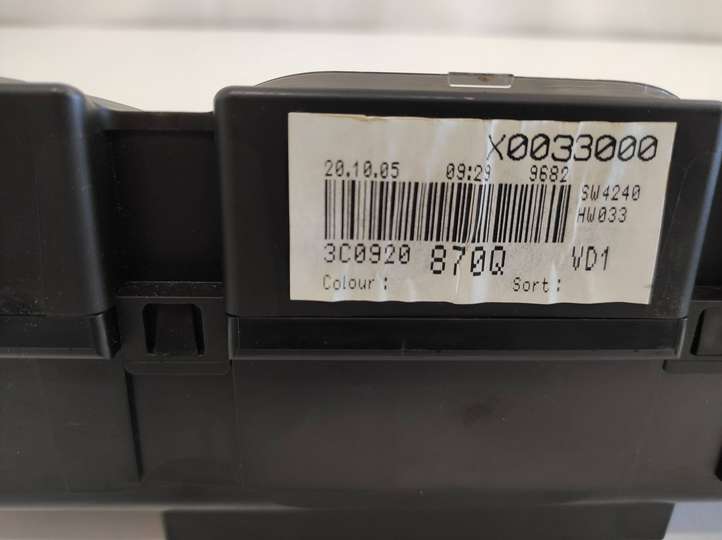 X0033000
20.10.05 09:29 9682
SW4240
HW033
3C0920 870Q VD1
Colour : Sort :